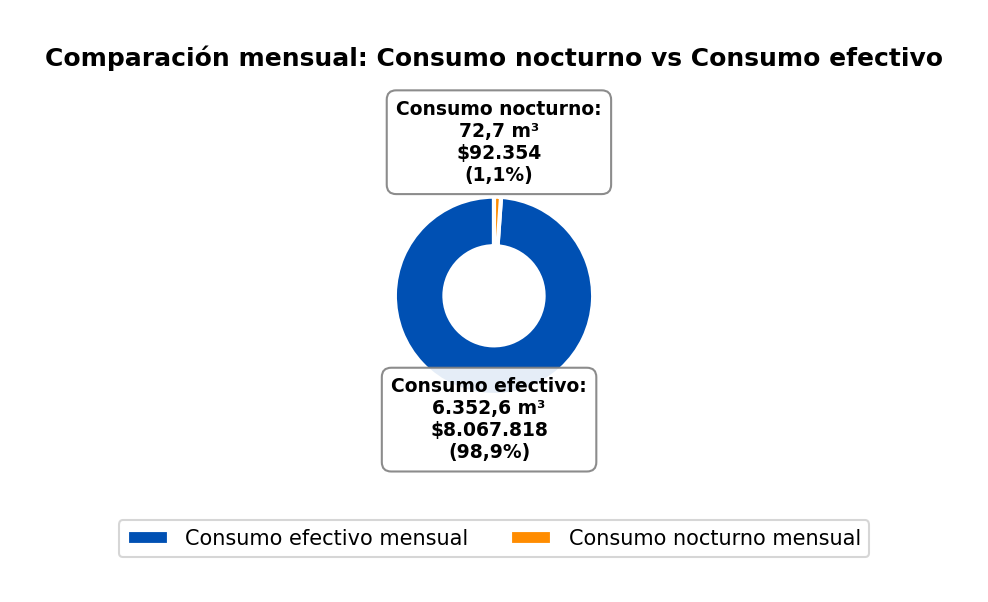 Comparación mensual: Consumo nocturno vs Consumo efectivo
Consumo nocturno:
72,7 m³
$92.354
(1,1%)
Consumo efectivo:
6.352,6 m³
$8.067.818
(98,9%)
Consumo efectivo mensual
Consumo nocturno mensual